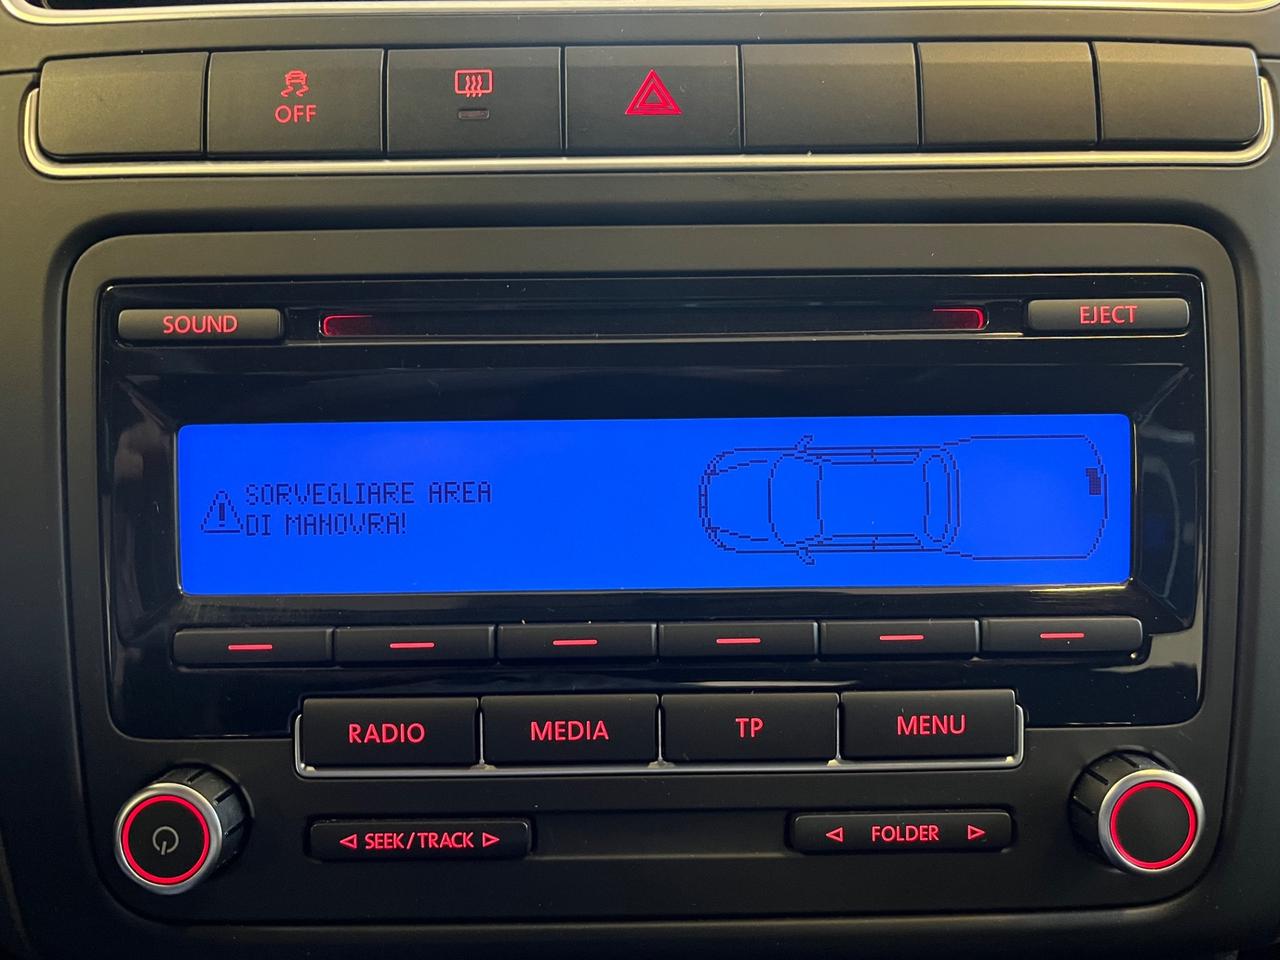 OFF
SOUND
EJECT
SORVEGLIARE AREA
DI MANOVRA!
RADIO MEDIA TP MENU
SEEK/TRACK FOLDER